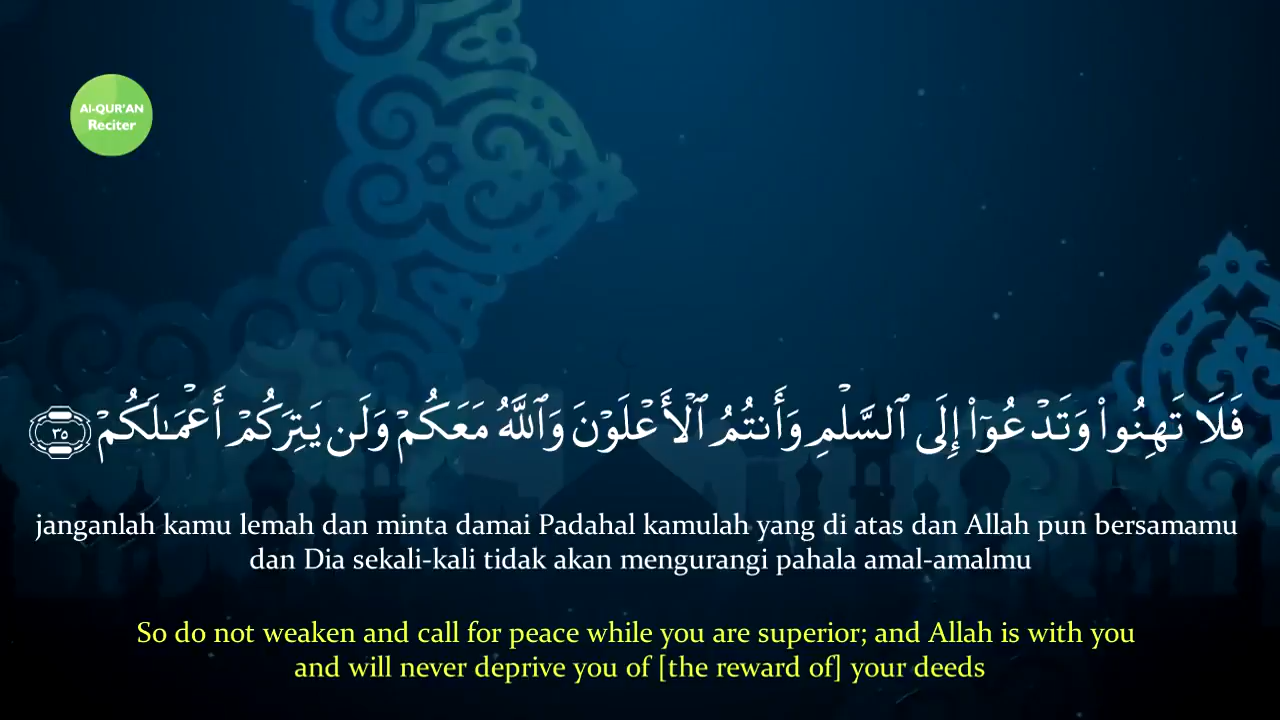 Al-QUR'AN
Reciter
فَلَا تَهِنُوا۟ وَتَدْعُوٓا۟ إِلَى ٱلسَّلْمِ وَأَنتُمُ ٱلْأَعْلَوْنَ وَٱللَّهُ مَعَكُمْ وَلَن يَتِرَكُمْ أَعْمَـٰلَكُمْ ٣٥
janganlah kamu lemah dan minta damai Padahal kamulah yang di atas dan Allah pun bersamamu
dan Dia sekali-kali tidak akan mengurangi pahala amal-amalmu
So do not weaken and call for peace while you are superior; and Allah is with you
and will never deprive you of [the reward of] your deeds